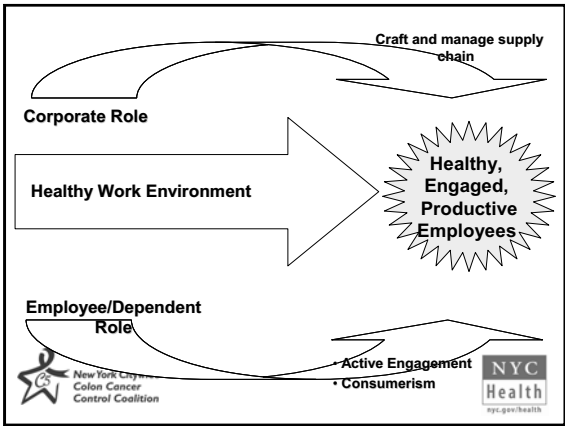 Craft and manage supply
chain
Corporate Role
Healthy Work Environment
Healthy,
Engaged,
Productive
Employees
Employee/Dependent
Role
• Active Engagement
• Consumerism
C5
New York
Colon Cancer
Control Coalition
NYC
Health
nyc.gov/health